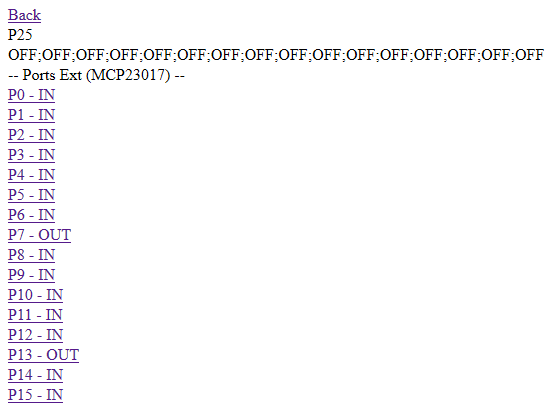 Back
P25
OFF;OFF;OFF;OFF;OFF;OFF;OFF;OFF;OFF;OFF;OFF;OFF;OFF;OFF;OFF;OFF
-- Ports Ext (MCP23017) --
P0 - IN
P1 - IN
P2 - IN
P3 - IN
P4 - IN
P5 - IN
P6 - IN
P7 - OUT
P8 - IN
P9 - IN
P10 - IN
P11 - IN
P12 - IN
P13 - OUT
P14 - IN
P15 - IN